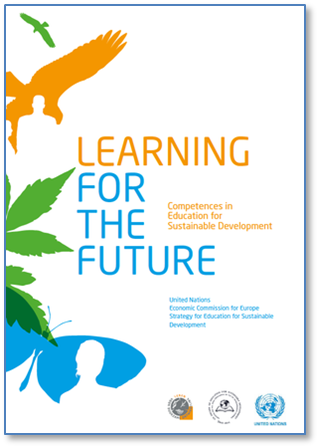 LEARNING
FOR
THE
FUTURE
Competences in
Education for
Sustainable Development
United Nations
Economic Commission for Europe
Strategy for Education for Sustainable
Development
UNITED NATIONS